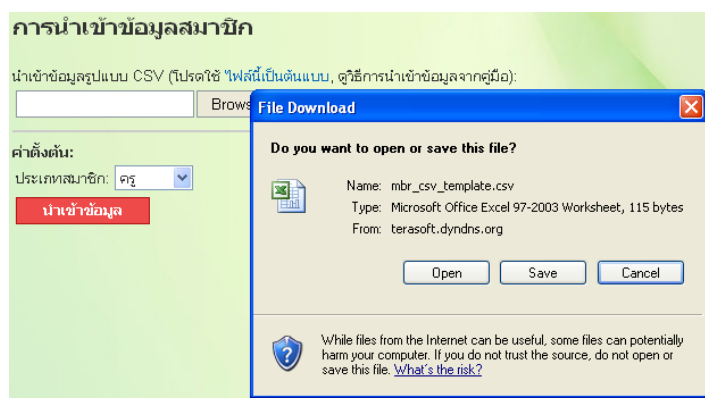 การนำเข้าข้อมูลสมาชิก
นำเข้าข้อมูลรูปแบบ CSV (โปรดใช้ ไฟล์นี้เป็นต้นแบบ, ดูวิธีการนำเข้าข้อมูลจากคู่มือ):
Brows
ค่าตั้งต้น:
ประเภทสมาชิก: ครู
นำเข้าข้อมูล
File Download
Do you want to open or save this file?
Name: mbr_csv_template.csv
Type: Microsoft Office Excel 97-2003 Worksheet, 115 bytes
From: terasoft.dyndns.org
Open Save Cancel
While files from the Internet can be useful, some files can potentially
harm your computer. If you do not trust the source, do not open or
save this file. What's the risk?